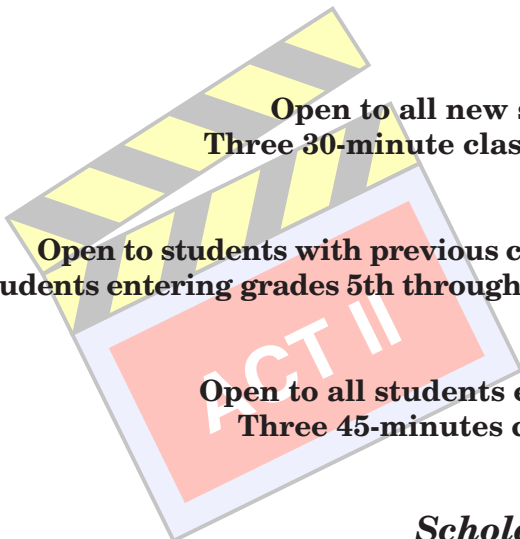 Open to all new s
Three 30-minute clas
Open to students with previous c
udents entering grades 5th through
ACT II
Open to all students e
Three 45-minutes c
Schola